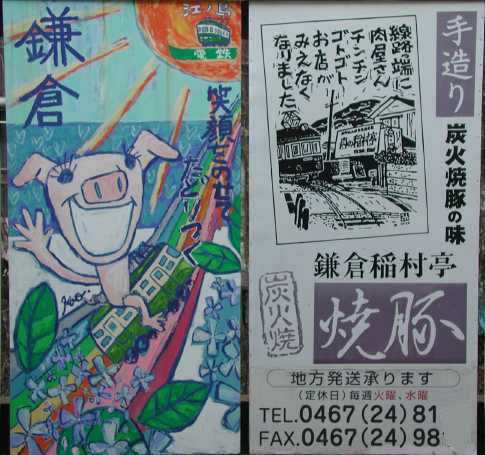 鎌倉
江ノ島
電鉄
笑顔このせて
たどりつく
手造り
炭火焼豚の味
線路端に
肉屋さん
チンチン
ゴトゴト
お店が
みえなく
なりました
鎌倉稲村亭
炭火焼
焼豚
地方発送承ります
(定休日)毎週火曜、水曜
TEL.0467(24)81
FAX.0467(24)98